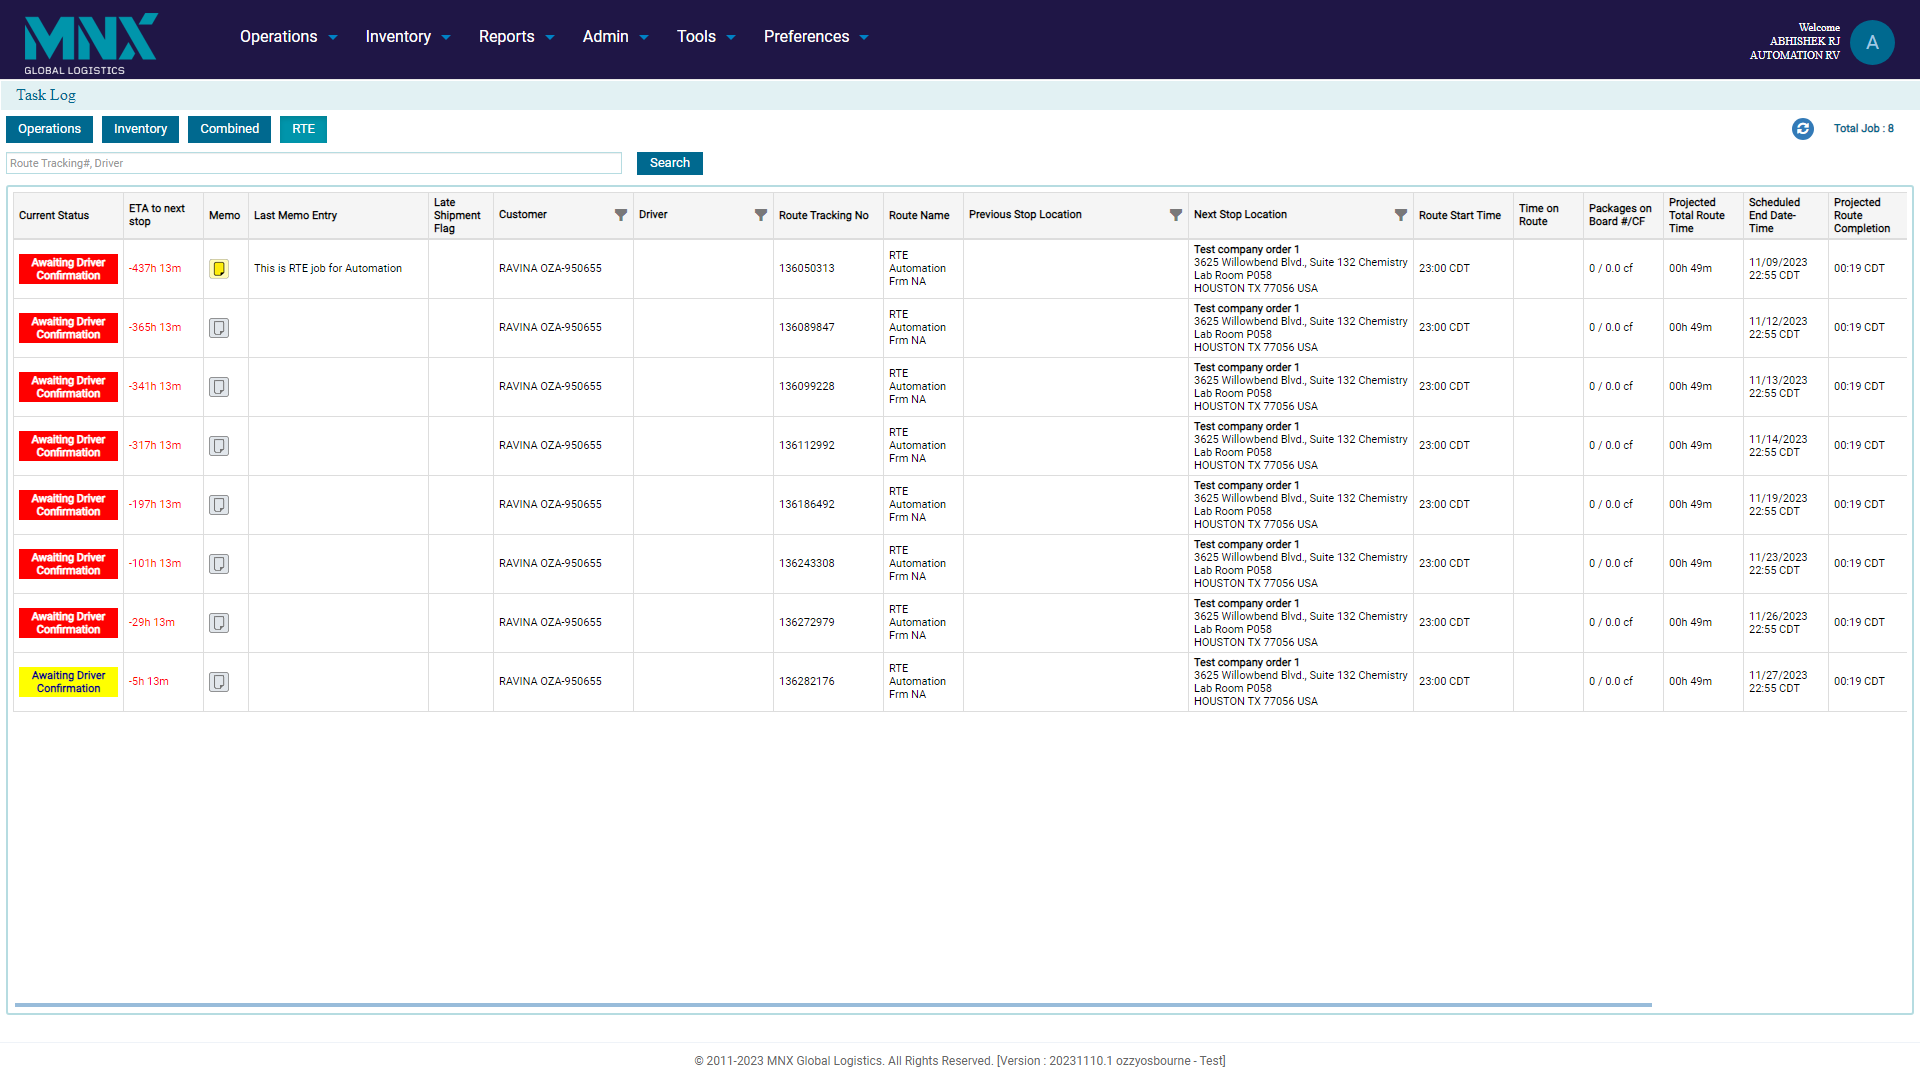 MNX
GLOBAL LOGISTICS
Operations Inventory Reports Admin Tools Preferences
Welcome
ABHISHEK RJ
AUTOMATION RV
A
Task Log
Operations Inventory Combined RTE
Total Job : 8
Route Tracking#, Driver
Search
Current Status ETA to next stop Memo Last Memo Entry Late Shipment Flag Customer Driver Route Tracking No Route Name Previous Stop Location Next Stop Location Route Start Time Time on Route Packages on Board #/CF Projected Total Route Time Scheduled End Date-Time Projected Route Completion
Awaiting Driver Confirmation -437h 13m This is RTE job for Automation RAVINA OZA-950655 136050313 RTE Automation Frm NA Test company order 1 3625 Willowbend Blvd., Suite 132 Chemistry Lab Room P058 HOUSTON TX 77056 USA 23:00 CDT 0 / 0.0 cf 00h 49m 11/09/2023 22:55 CDT 00:19 CDT
Awaiting Driver Confirmation -365h 13m RAVINA OZA-950655 136089847 RTE Automation Frm NA Test company order 1 3625 Willowbend Blvd., Suite 132 Chemistry Lab Room P058 HOUSTON TX 77056 USA 23:00 CDT 0 / 0.0 cf 00h 49m 11/12/2023 22:55 CDT 00:19 CDT
Awaiting Driver Confirmation -341h 13m RAVINA OZA-950655 136099228 RTE Automation Frm NA Test company order 1 3625 Willowbend Blvd., Suite 132 Chemistry Lab Room P058 HOUSTON TX 77056 USA 23:00 CDT 0 / 0.0 cf 00h 49m 11/13/2023 22:55 CDT 00:19 CDT
Awaiting Driver Confirmation -317h 13m RAVINA OZA-950655 136112992 RTE Automation Frm NA Test company order 1 3625 Willowbend Blvd., Suite 132 Chemistry Lab Room P058 HOUSTON TX 77056 USA 23:00 CDT 0 / 0.0 cf 00h 49m 11/14/2023 22:55 CDT 00:19 CDT
Awaiting Driver Confirmation -197h 13m RAVINA OZA-950655 136186492 RTE Automation Frm NA Test company order 1 3625 Willowbend Blvd., Suite 132 Chemistry Lab Room P058 HOUSTON TX 77056 USA 23:00 CDT 0 / 0.0 cf 00h 49m 11/19/2023 22:55 CDT 00:19 CDT
Awaiting Driver Confirmation -101h 13m RAVINA OZA-950655 136243308 RTE Automation Frm NA Test company order 1 3625 Willowbend Blvd., Suite 132 Chemistry Lab Room P058 HOUSTON TX 77056 USA 23:00 CDT 0 / 0.0 cf 00h 49m 11/23/2023 22:55 CDT 00:19 CDT
Awaiting Driver Confirmation -29h 13m RAVINA OZA-950655 136272979 RTE Automation Frm NA Test company order 1 3625 Willowbend Blvd., Suite 132 Chemistry Lab Room P058 HOUSTON TX 77056 USA 23:00 CDT 0 / 0.0 cf 00h 49m 11/26/2023 22:55 CDT 00:19 CDT
Awaiting Driver Confirmation -5h 13m RAVINA OZA-950655 136282176 RTE Automation Frm NA Test company order 1 3625 Willowbend Blvd., Suite 132 Chemistry Lab Room P058 HOUSTON TX 77056 USA 23:00 CDT 0 / 0.0 cf 00h 49m 11/27/2023 22:55 CDT 00:19 CDT
© 2011-2023 MNX Global Logistics. All Rights Reserved. [Version : 20231110.1 ozzyosbourne - Test]